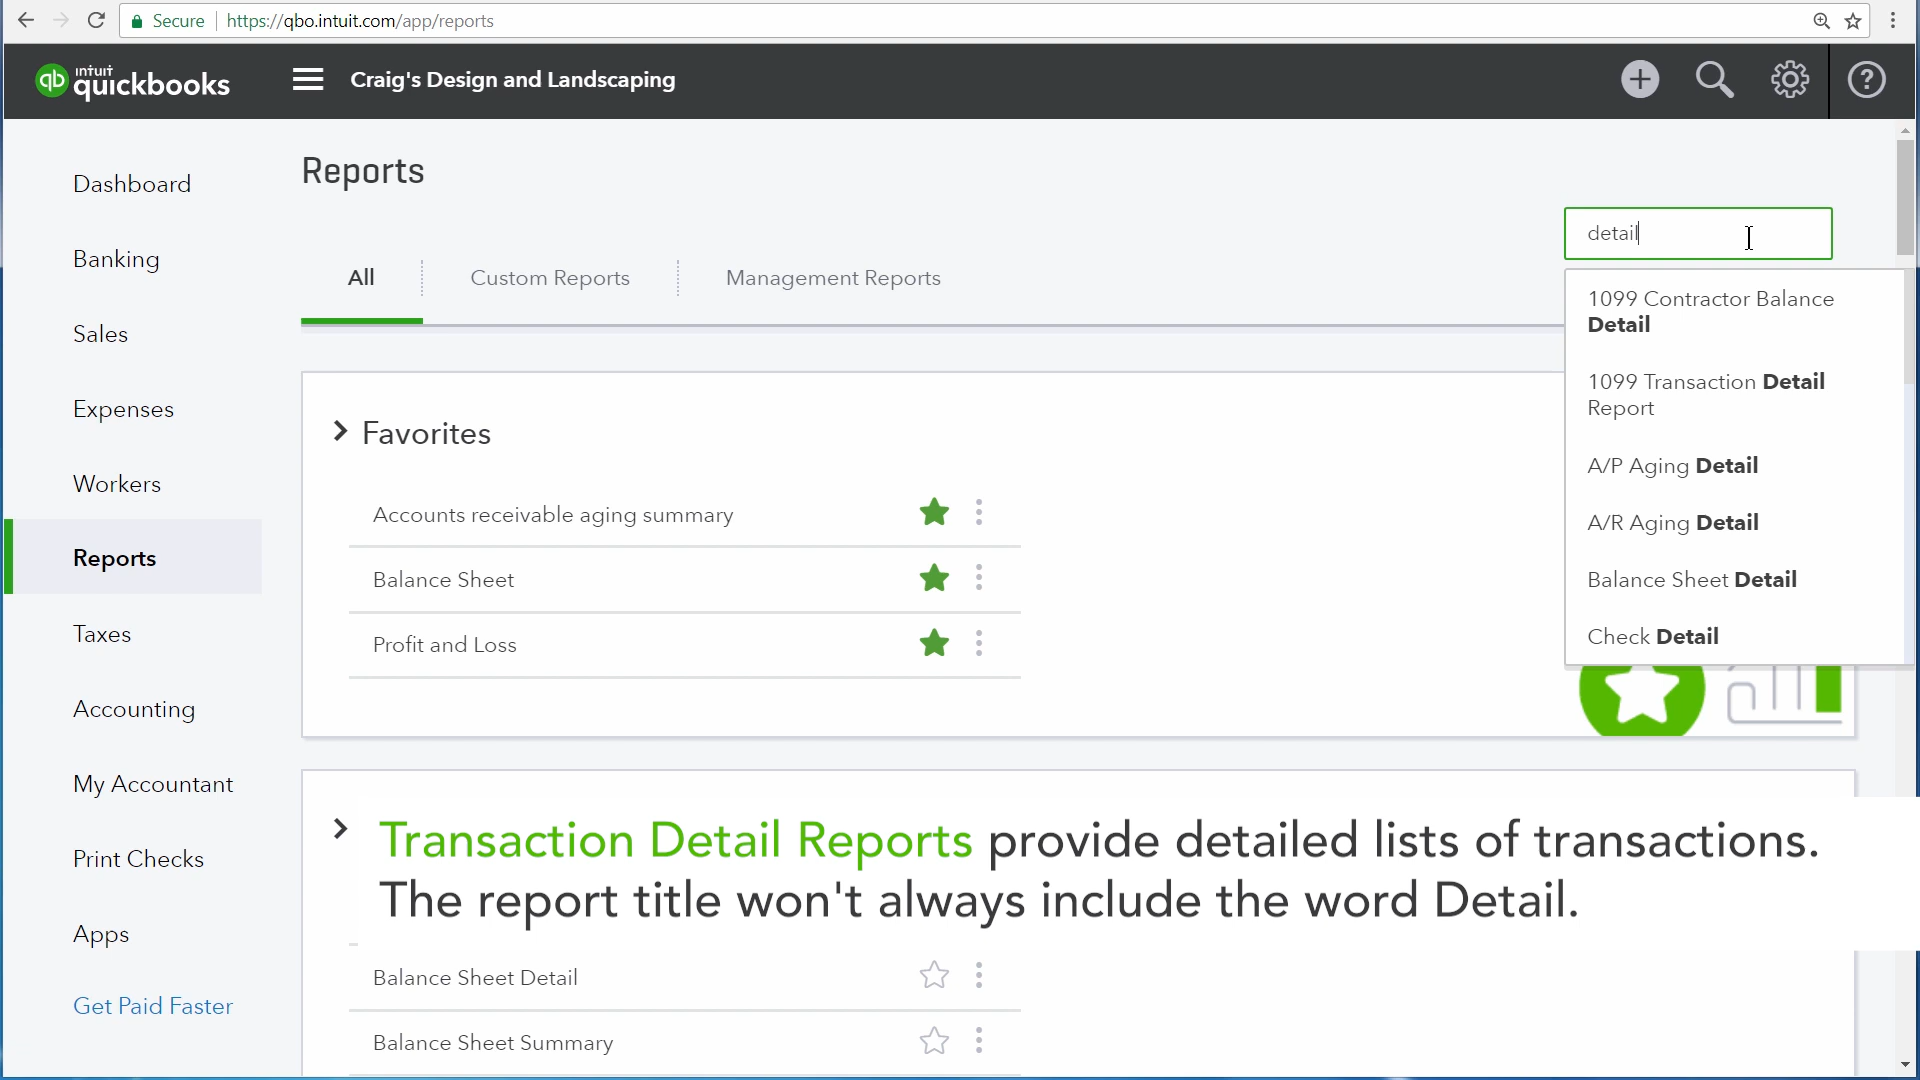 Secure
https://qbo.intuit.com/app/reports
qb intuit quickbooks
Craig's Design and Landscaping
?
Dashboard
Banking
Sales
Expenses
Workers
Reports
Taxes
Accounting
My Accountant
Print Checks
Apps
Get Paid Faster
Reports
All
Custom Reports
Management Reports
detail
1099 Contractor Balance
Detail
1099 Transaction Detail
Report
A/P Aging Detail
A/R Aging Detail
Balance Sheet Detail
Check Detail
Favorites
Accounts receivable aging summary
Balance Sheet
Profit and Loss
Transaction Detail Reports provide detailed lists of transactions.
The report title won't always include the word Detail.
Balance Sheet Detail
Balance Sheet Summary